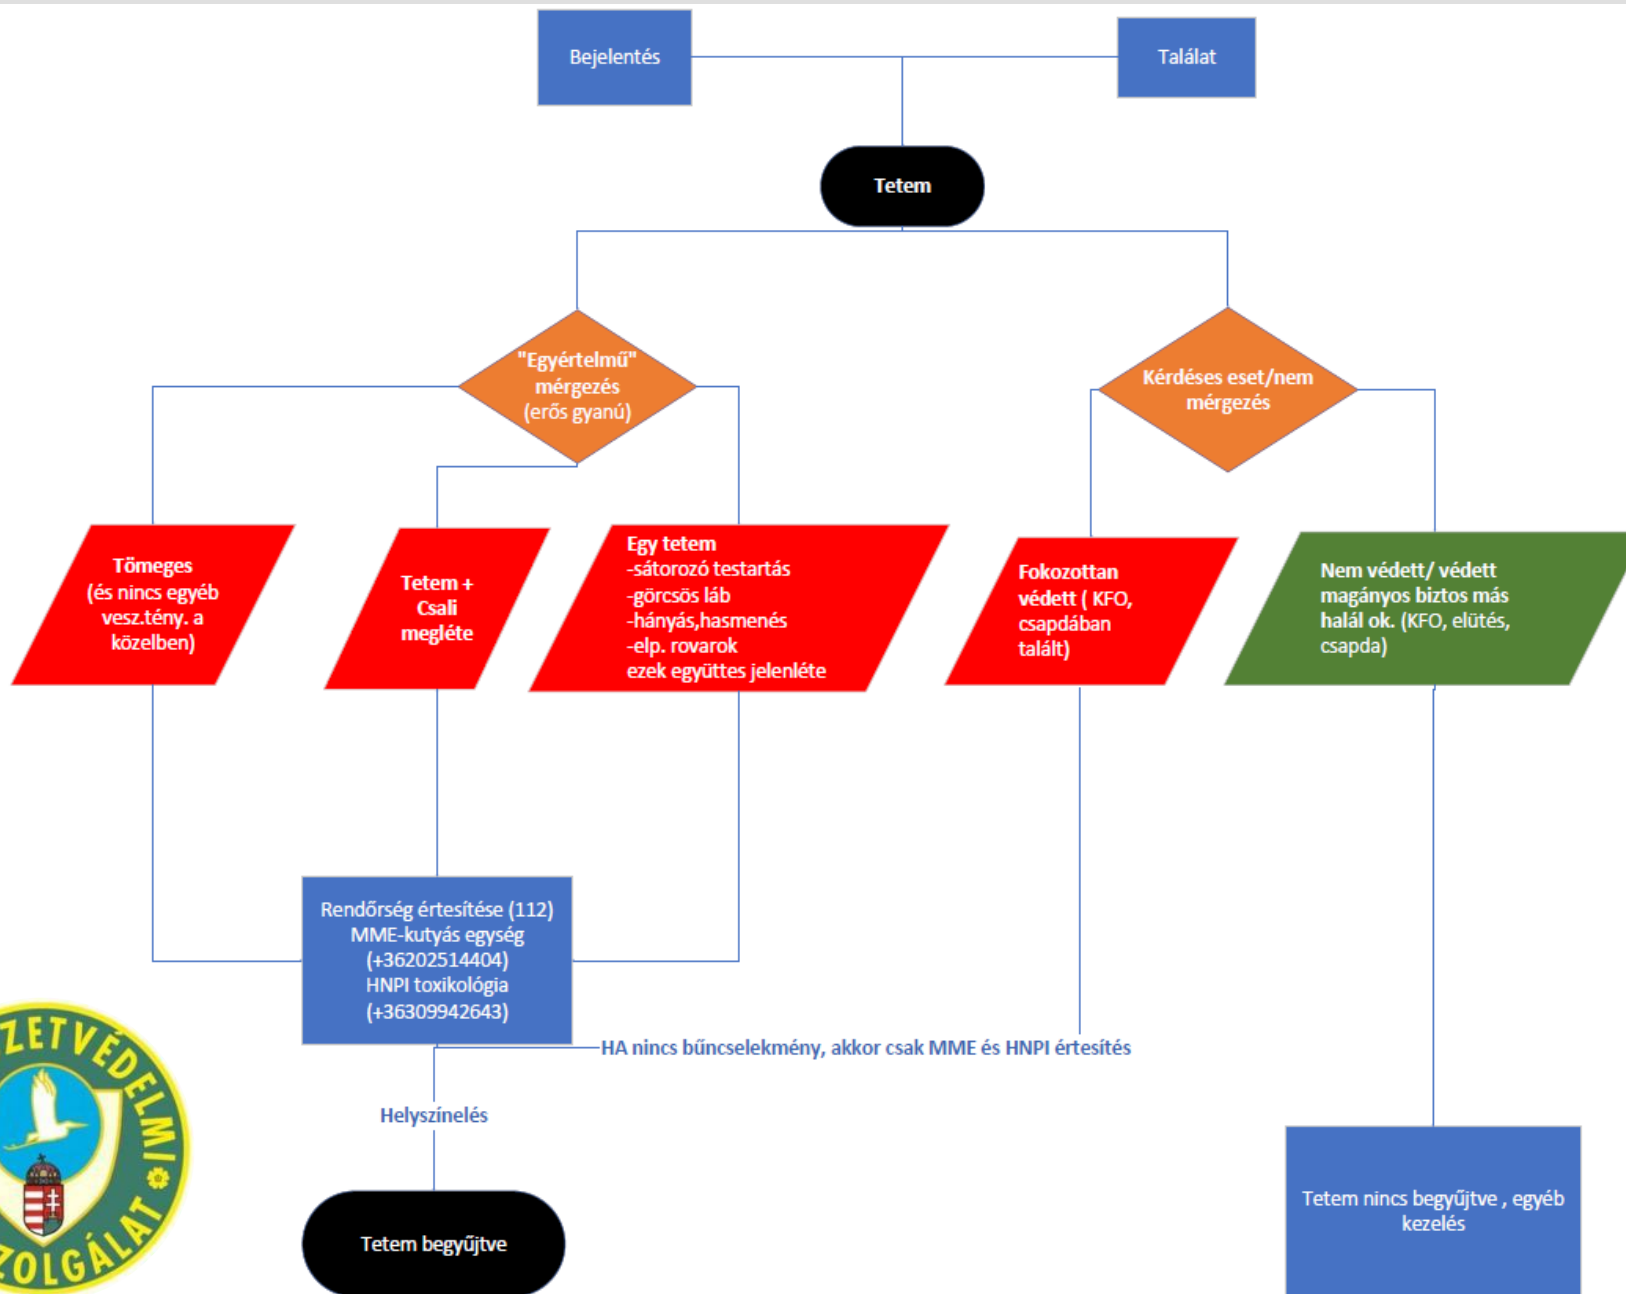 Bejelentés
Találat
Tetem
"Egyértelmű"
mérgezés
(erős gyanú)
Kérdéses eset/nem
mérgezés
Tömeges
(és nincs egyéb
vesz.tény. a
közelben)
Tetem +
Csali
megléte
Egy tetem
-sátorozó testartás
-görcsös láb
-hányás,hasmenés
-elp. rovarok
ezek együttes jelenléte
Fokozottan
védett ( KFO,
csapdában
talált)
Nem védett/ védett
magányos biztos más
halál ok. (KFO, elütés,
csapda)
Rendőrség értesítése (112)
MME-kutyás egység
(+36202514404)
HNPI toxikológia
(+36309942643)
HA nincs bűncselekmény, akkor csak MME és HNPI értesítés
Helyszínelés
Tetem begyűjtve
Tetem nincs begyűjtve , egyéb
kezelés
ZETVÉDELMI
ZOLGÁLAT